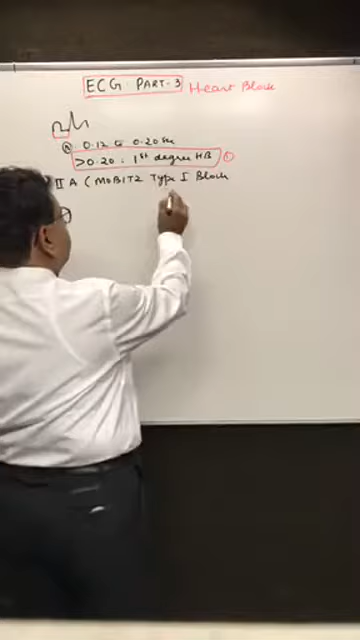 ECG PART-3 Heart Block
Ⓝ 0.12 to 0.20 sec
>0.20 : 1st degree HB ①
II A (MOBITZ Type I Block